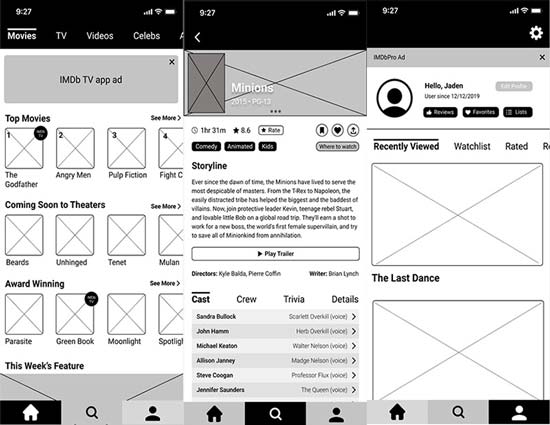 9:27
Movies TV Videos Celebs
IMDb TV app ad
Top Movies See More
1 IMDb TV 2 3 4
The Godfather Angry Men Pulp Fiction Fight C
Coming Soon to Theaters See More
Beards Unhinged Tenet Mulan
Award Winning See More
IMDb TV
Parasite Green Book Moonlight Spotlig
This Week's Feature
9:27
Minions
2015 • PG-13
1hr 31m 8.6 Rate
Comedy Animated Kids Where to watch
Storyline
Ever since the dawn of time, the Minions have lived to serve the
most despicable of masters. From the T-Rex to Napoleon, the
easily distracted tribe has helped the biggest and the baddest of
villains. Now, join protective leader Kevin, teenage rebel Stuart,
and lovable little Bob on a global road trip. They'll earn a shot to
work for a new boss, the world's first female supervillain, and try
to save all of Minionkind from annihilation.
Play Trailer
Directors: Kyle Balda, Pierre Coffin Writer: Brian Lynch
Cast Crew Trivia Details
Sandra Bullock Scarlett Overkill (voice)
John Hamm Herb Overkill (voice)
Michael Keaton Walter Nelson (voice)
Allison Janney Madge Nelson (voice)
Steve Coogan Professor Flux (voice)
Jennifer Saunders The Queen (voice)
9:27
IMDbPro Ad
Hello, Jaden Edit Profile
User since 12/12/2019
Reviews Favorites Lists
Recently Viewed Watchlist Rated R
The Last Dance